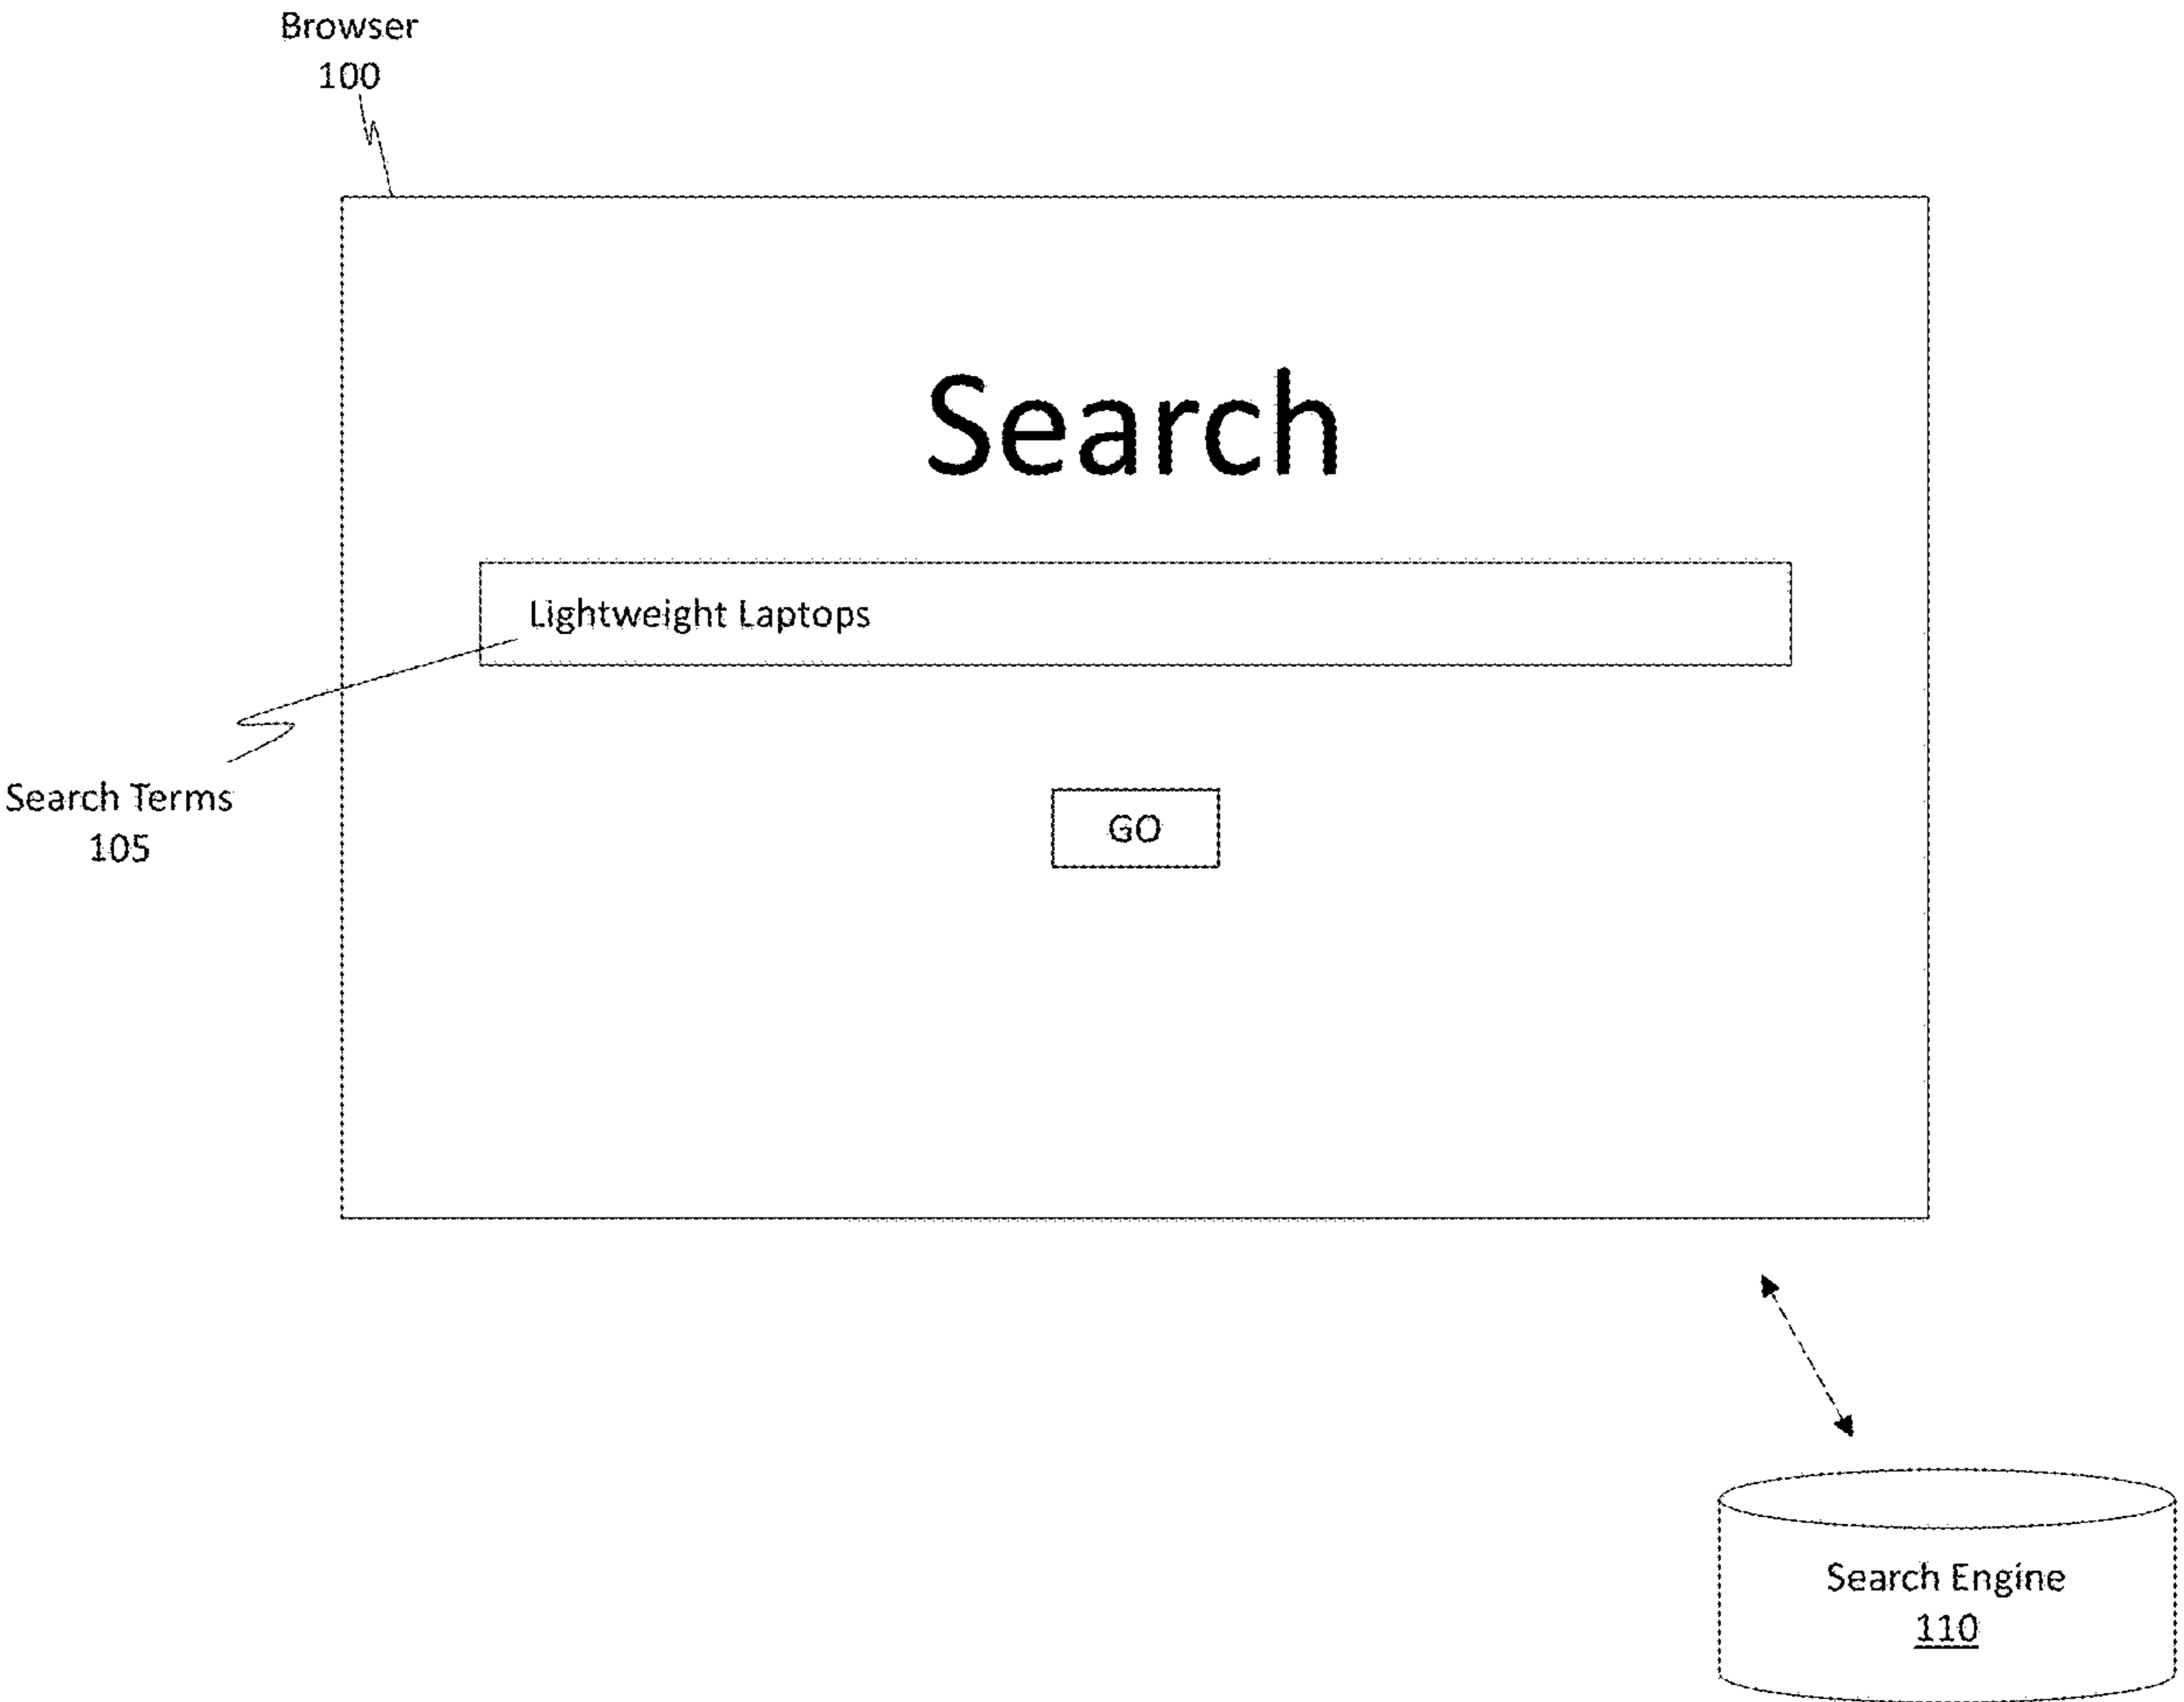 Browser
100
Search
Lightweight Laptops
Search Terms
105
GO
Search Engine
110